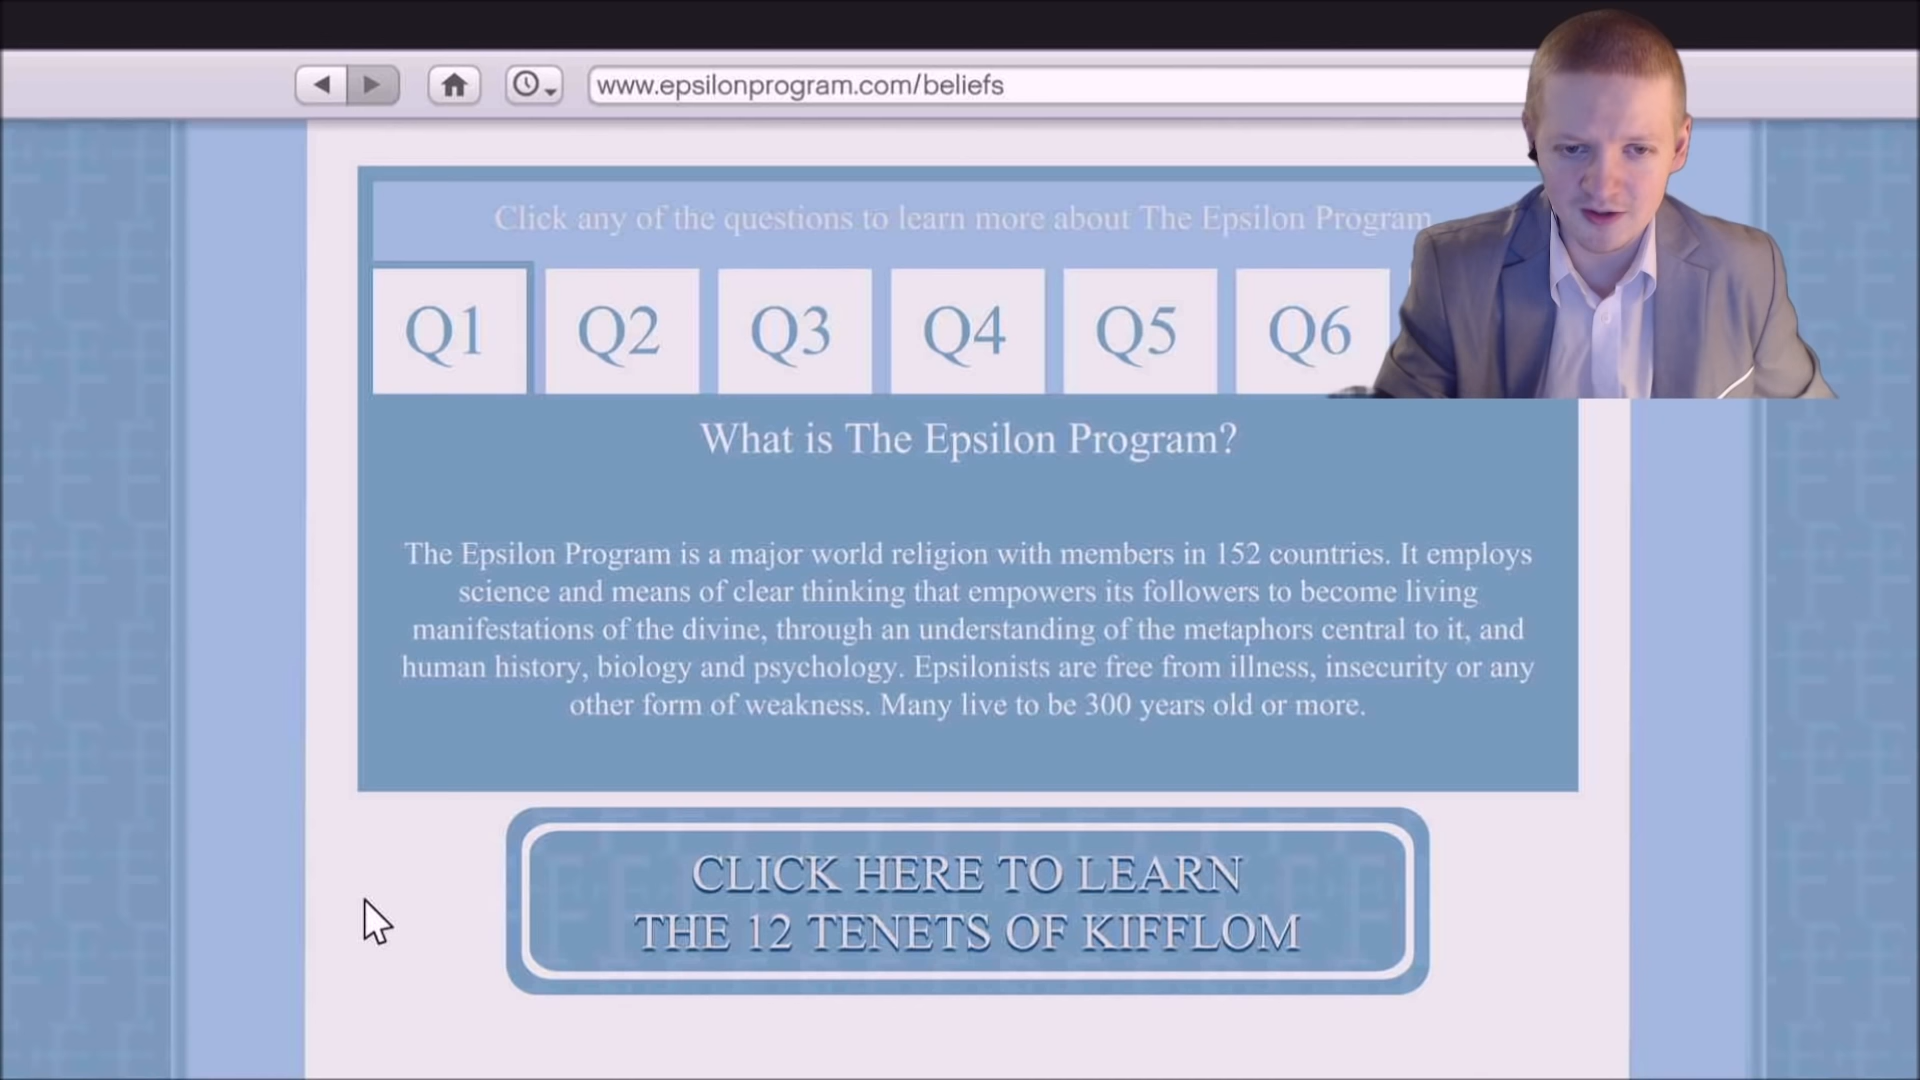 www.epsilonprogram.com/beliefs
Click any of the questions to learn more about The Epsilon Program
Q1 Q2 Q3 Q4 Q5 Q6
What is The Epsilon Program?
The Epsilon Program is a major world religion with members in 152 countries. It employs
science and means of clear thinking that empowers its followers to become living
manifestations of the divine, through an understanding of the metaphors central to it, and
human history, biology and psychology. Epsilonists are free from illness, insecurity or any
other form of weakness. Many live to be 300 years old or more.
CLICK HERE TO LEARN
THE 12 TENETS OF KIFFLOM